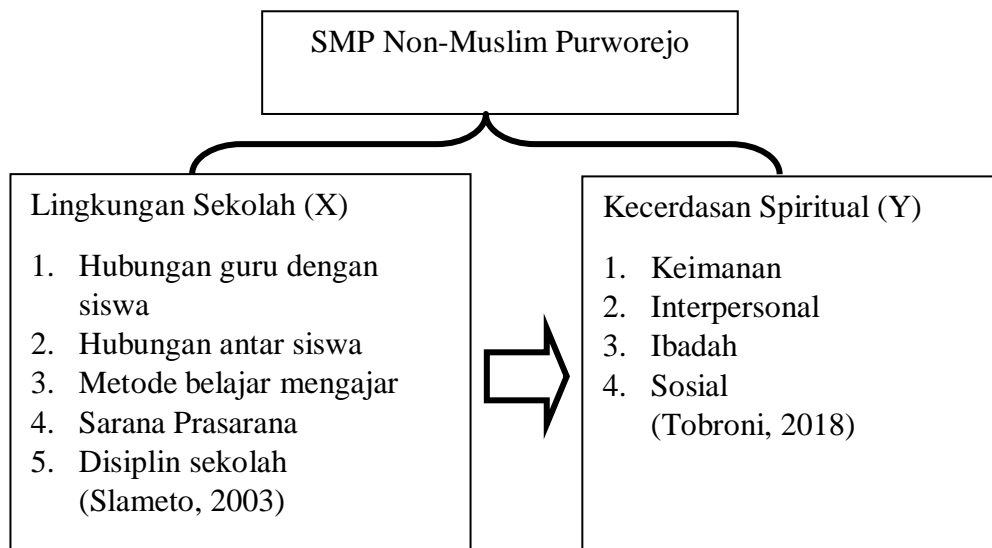 SMP Non-Muslim Purworejo
Lingkungan Sekolah (X)
1. Hubungan guru dengan
siswa
2. Hubungan antar siswa
3. Metode belajar mengajar
4. Sarana Prasarana
5. Disiplin sekolah
(Slameto, 2003)
Kecerdasan Spiritual (Y)
1. Keimanan
2. Interpersonal
3. Ibadah
4. Sosial
(Tobroni, 2018)